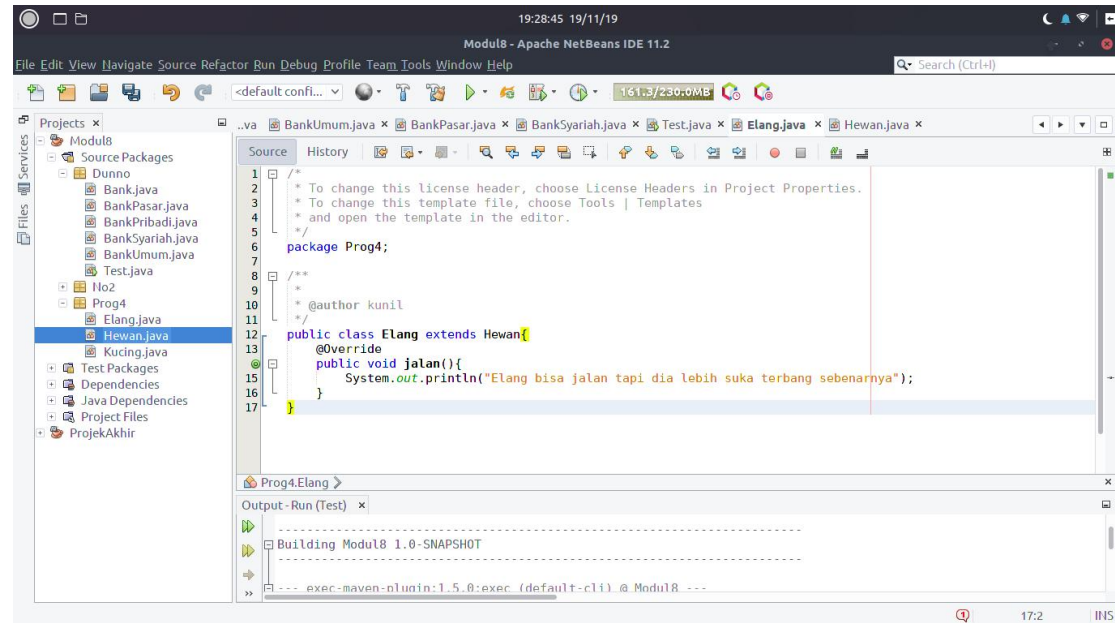 19:28:45 19/11/19
Modul8 - Apache NetBeans IDE 11.2
File Edit View Navigate Source Refactor Run Debug Profile Team Tools Window Help
Search (Ctrl+I)
<default confi...
161.3/230.0MB
Projects
..va BankUmum.java BankPasar.java BankSyariah.java Test.java Elang.java Hewan.java
Services
Files
Modul8
Source Packages
Dunno
Bank.java
BankPasar.java
BankPribadi.java
BankSyariah.java
BankUmum.java
Test.java
No2
Prog4
Elang.java
Hewan.java
Kucing.java
Test Packages
Dependencies
Java Dependencies
Project Files
ProjekAkhir
Source History
1 /*
2 * To change this license header, choose License Headers in Project Properties.
3 * To change this template file, choose Tools | Templates
4 * and open the template in the editor.
5 */
6 package Prog4;
7
8 /**
9 *
10 * @author kunil
11 */
12 public class Elang extends Hewan{
13 @Override
public void jalan(){
15 System.out.println("Elang bisa jalan tapi dia lebih suka terbang sebenarnya");
16 }
17 }
Prog4.Elang
Output - Run (Test)
------------------------------------------------------------------------
Building Modul8 1.0-SNAPSHOT
------------------------------------------------------------------------
--- exec-maven-plugin:1.5.0:exec (default-cli) @ Modul8 ---
1 17:2 INS